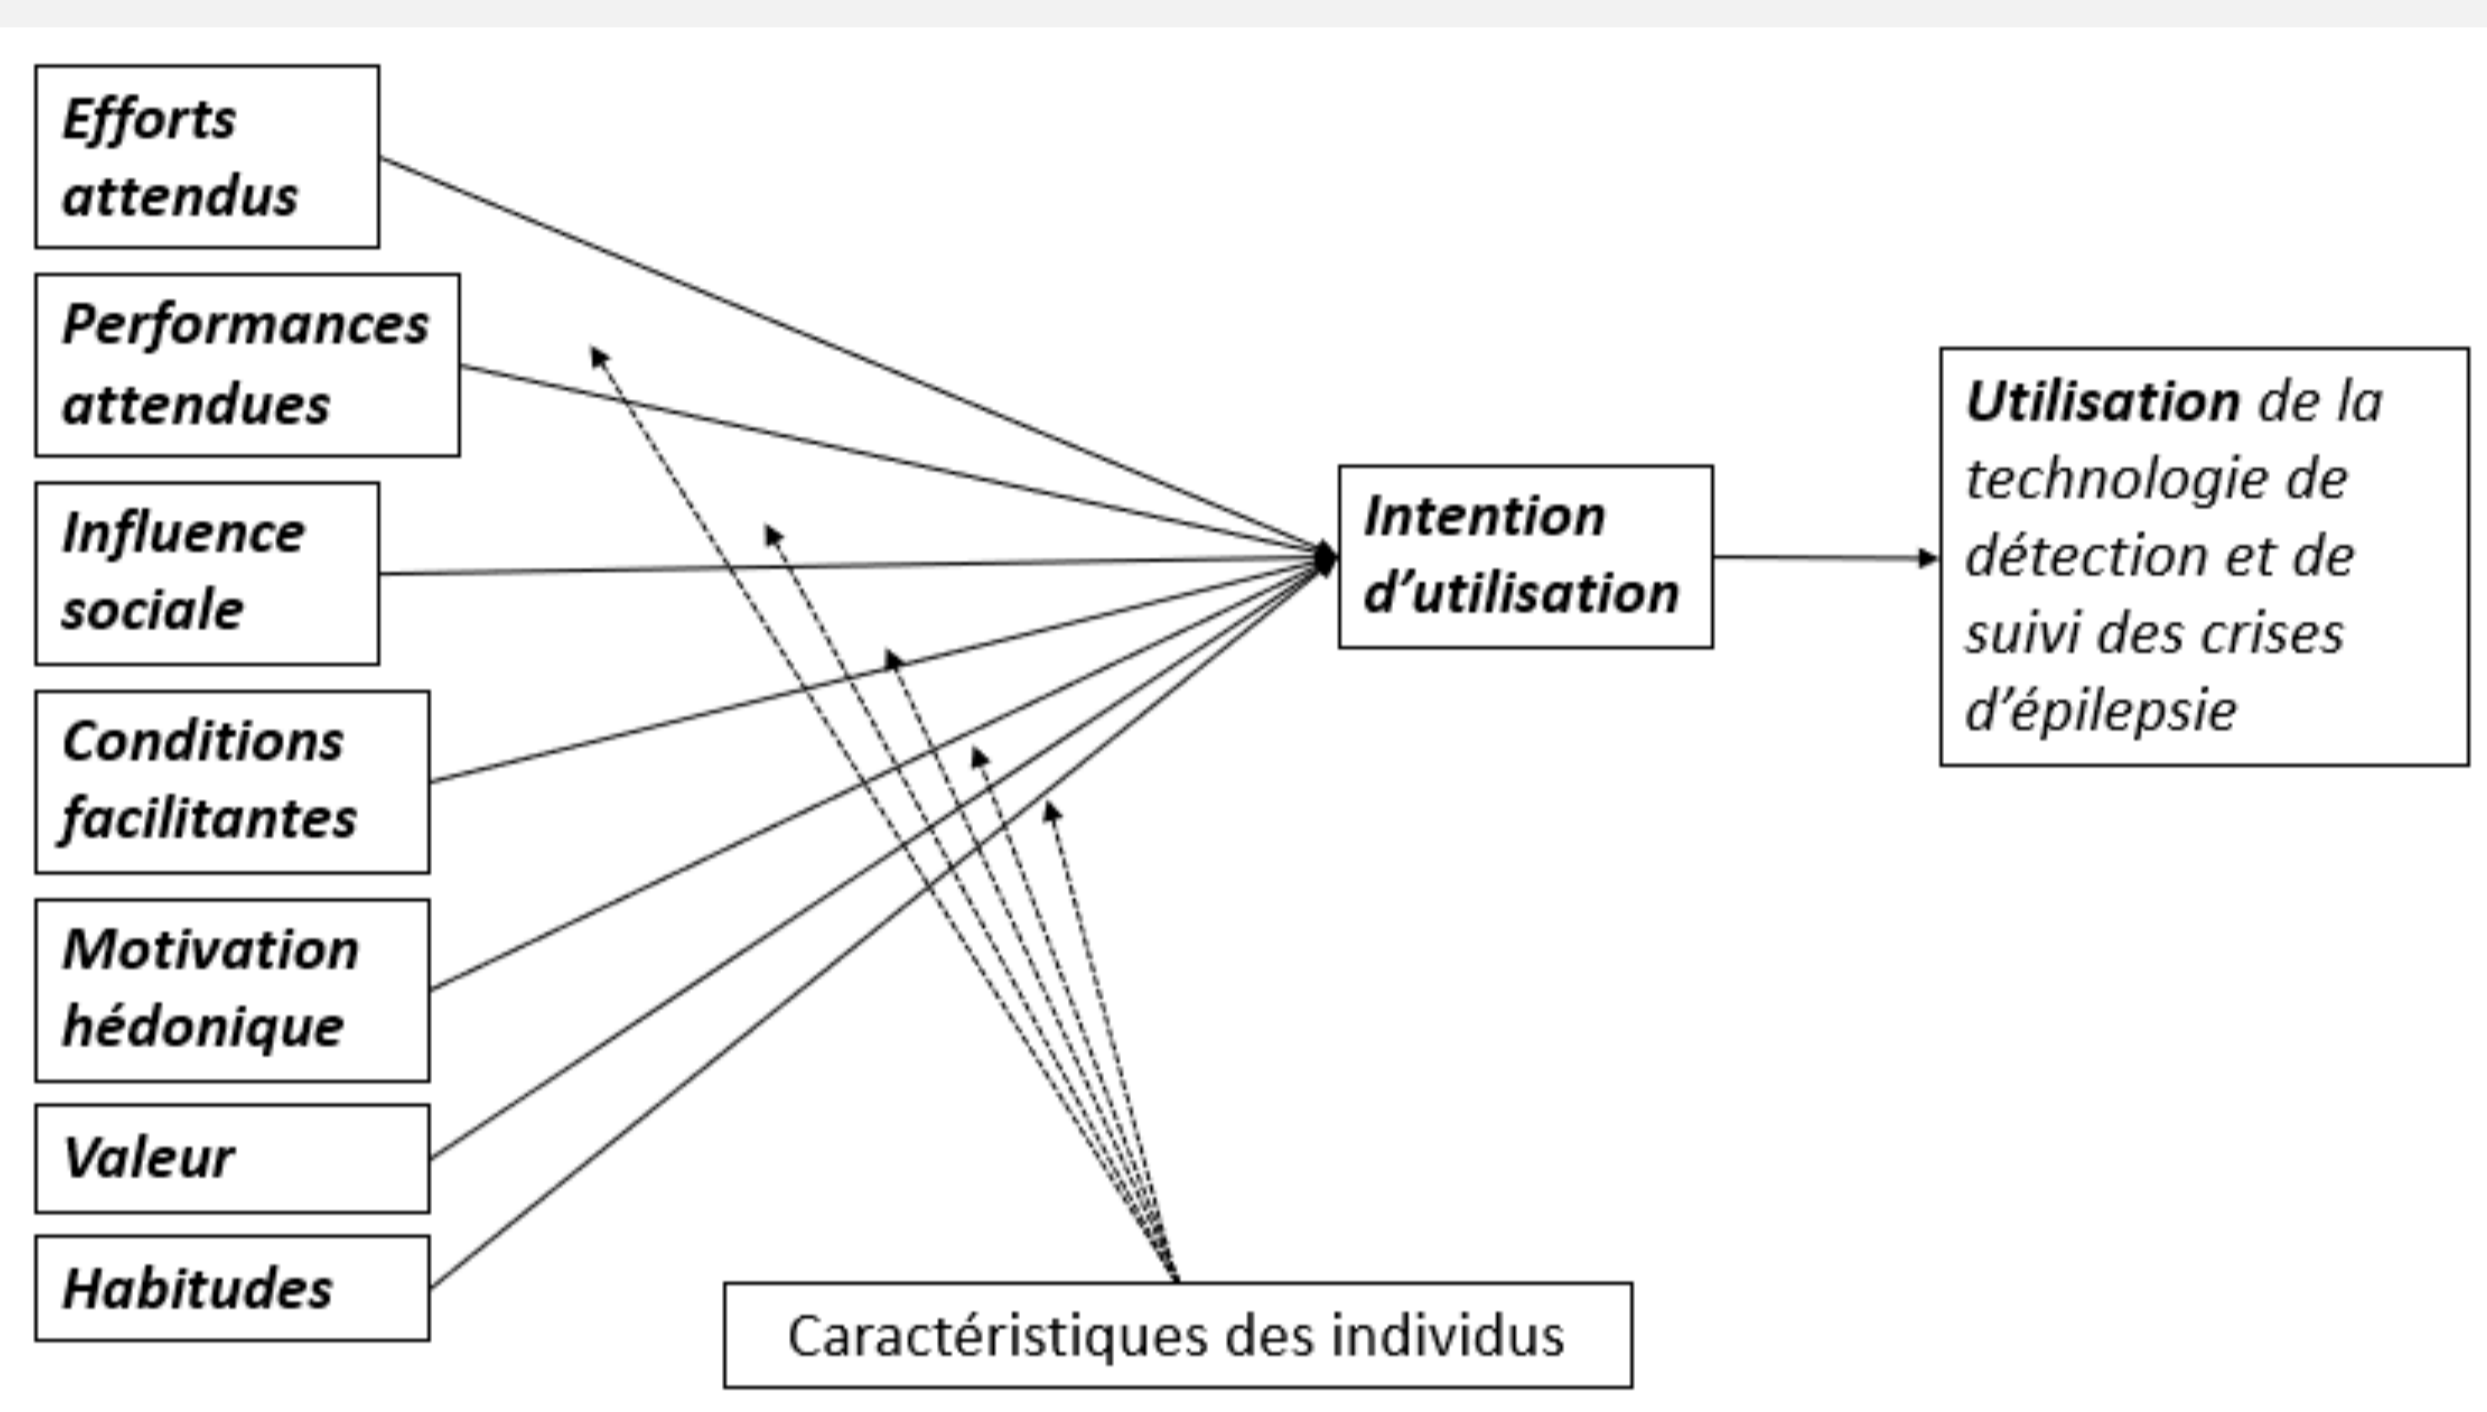 Efforts
attendus
Performances
attendues
Influence
sociale
Conditions
facilitantes
Motivation
hédonique
Valeur
Habitudes
Intention
d’utilisation
Utilisation de la
technologie de
détection et de
suivi des crises
d’épilepsie
Caractéristiques des individus